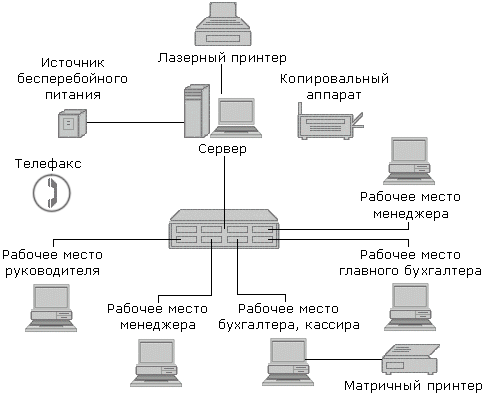 Лазерный принтер
Источник
бесперебойного
питания
Копировальный
аппарат
Сервер
Телефакс
Рабочее место
менеджера
Рабочее место
руководителя
Рабочее место
главного бухгалтера
Рабочее место
менеджера
Рабочее место
бухгалтера, кассира
Матричный принтер